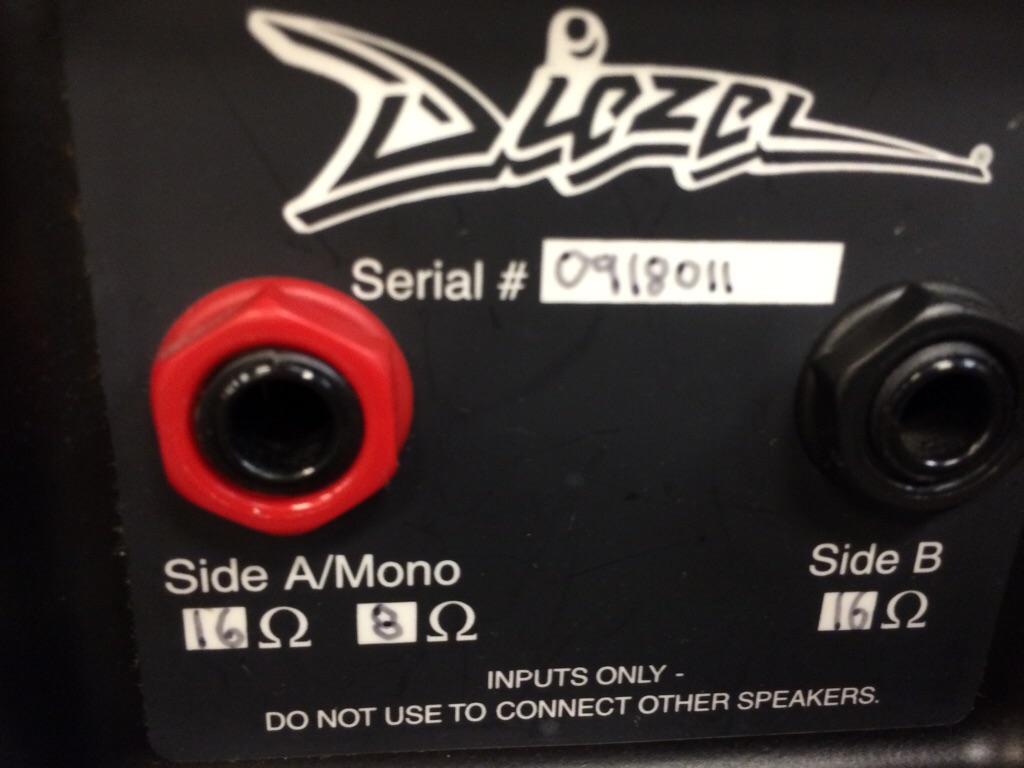 Diezel
Serial # 0918011
Side A/Mono
16 Ω 8 Ω
Side B
16 Ω
INPUTS ONLY -
DO NOT USE TO CONNECT OTHER SPEAKERS.